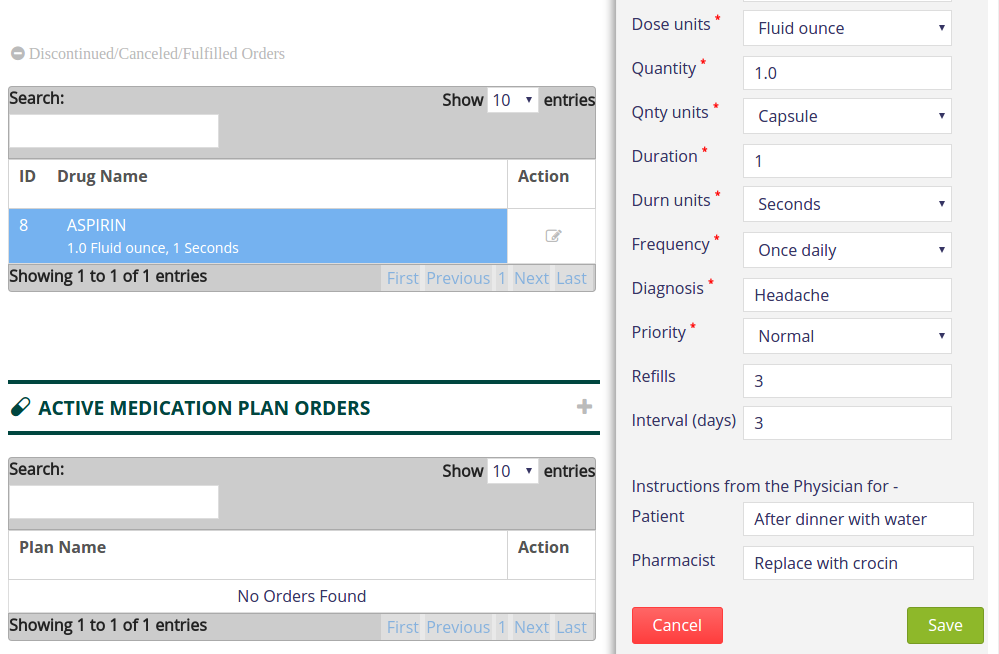 Discontinued/Canceled/Fulfilled Orders
Search:
Show 10 entries
ID Drug Name Action
8 ASPIRIN
1.0 Fluid ounce, 1 Seconds
Showing 1 to 1 of 1 entries First Previous 1 Next Last
ACTIVE MEDICATION PLAN ORDERS
Search:
Show 10 entries
Plan Name Action
No Orders Found
Showing 1 to 1 of 1 entries First Previous 1 Next Last
Dose units * Fluid ounce
Quantity * 1.0
Qnty units * Capsule
Duration * 1
Durn units * Seconds
Frequency * Once daily
Diagnosis * Headache
Priority * Normal
Refills 3
Interval (days) 3
Instructions from the Physician for -
Patient After dinner with water
Pharmacist Replace with crocin
Cancel Save